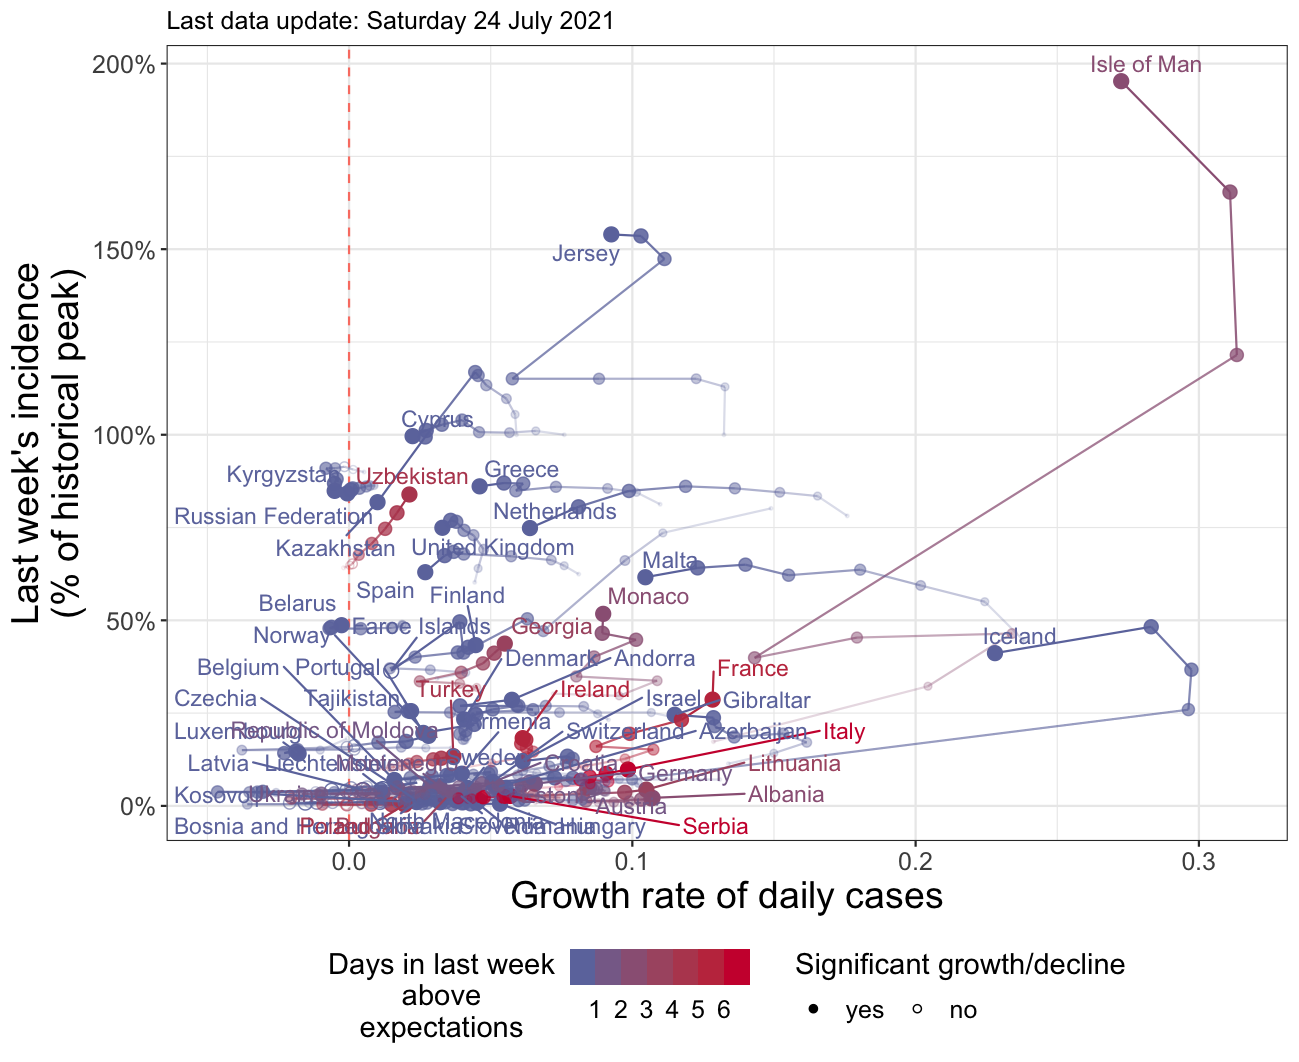 Last data update: Saturday 24 July 2021
200%
150%
100%
50%
0%
Last week's incidence
(% of historical peak)
Isle of Man
Jersey
Cyprus
Kyrgyzstan
Uzbekistan
Greece
Russian Federation
Netherlands
Kazakhstan
United Kingdom
Malta
Spain
Finland
Monaco
Belarus
Norway
Faroe Islands
Georgia
Iceland
Belgium
Portugal
Denmark
Andorra
France
Czechia
Tajikistan
Turkey
Ireland
Israel
Gibraltar
Luxembourg
Republic of Moldova
Armenia
Switzerland
Azerbaijan
Italy
Latvia
Liechtenstein
Montenegro
Sweden
Croatia
Germany
Lithuania
Kosovo
Ukraine
Estonia
Austria
Albania
Bosnia and Herzegovina
Poland
Bulgaria
Slovakia
North Macedonia
Slovenia
Romania
Hungary
Serbia
0.0
0.1
0.2
0.3
Growth rate of daily cases
Days in last week
above
expectations
1 2 3 4 5 6
Significant growth/decline
yes
no